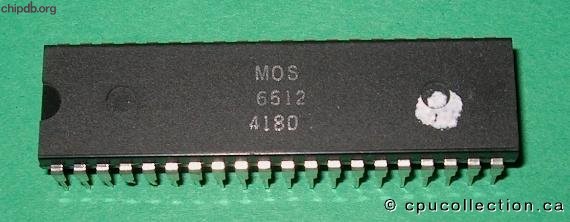 chipdb.org
MOS
6512
4180
© cpucollection.ca